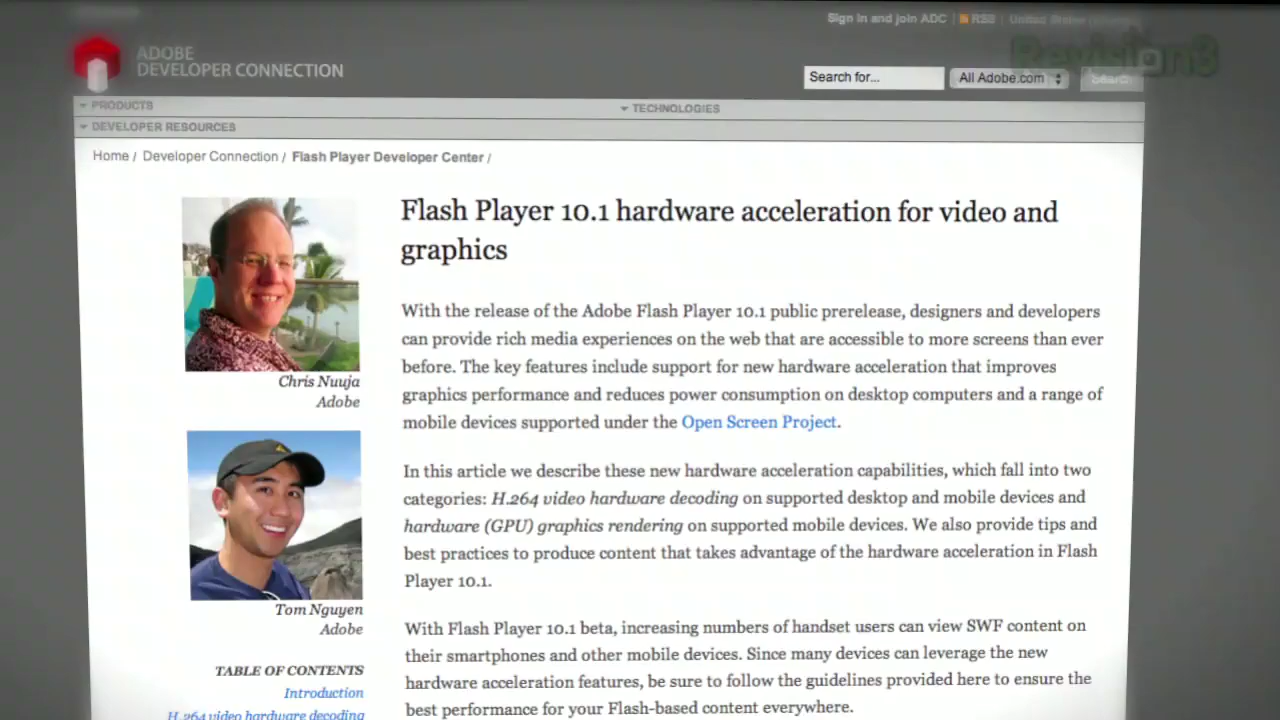 Sign in and join ADC | RSS | United States
Revision3
ADOBE
DEVELOPER CONNECTION
Search for...
All Adobe.com
Search
PRODUCTS
TECHNOLOGIES
DEVELOPER RESOURCES
Home / Developer Connection / Flash Player Developer Center /
Flash Player 10.1 hardware acceleration for video and
graphics
With the release of the Adobe Flash Player 10.1 public prerelease, designers and developers
can provide rich media experiences on the web that are accessible to more screens than ever
before. The key features include support for new hardware acceleration that improves
graphics performance and reduces power consumption on desktop computers and a range of
mobile devices supported under the Open Screen Project.
In this article we describe these new hardware acceleration capabilities, which fall into two
categories: H.264 video hardware decoding on supported desktop and mobile devices and
hardware (GPU) graphics rendering on supported mobile devices. We also provide tips and
best practices to produce content that takes advantage of the hardware acceleration in Flash
Player 10.1.
With Flash Player 10.1 beta, increasing numbers of handset users can view SWF content on
their smartphones and other mobile devices. Since many devices can leverage the new
hardware acceleration features, be sure to follow the guidelines provided here to ensure the
best performance for your Flash-based content everywhere.
Chris Nuuja
Adobe
Tom Nguyen
Adobe
TABLE OF CONTENTS
Introduction
H.264 video hardware decoding